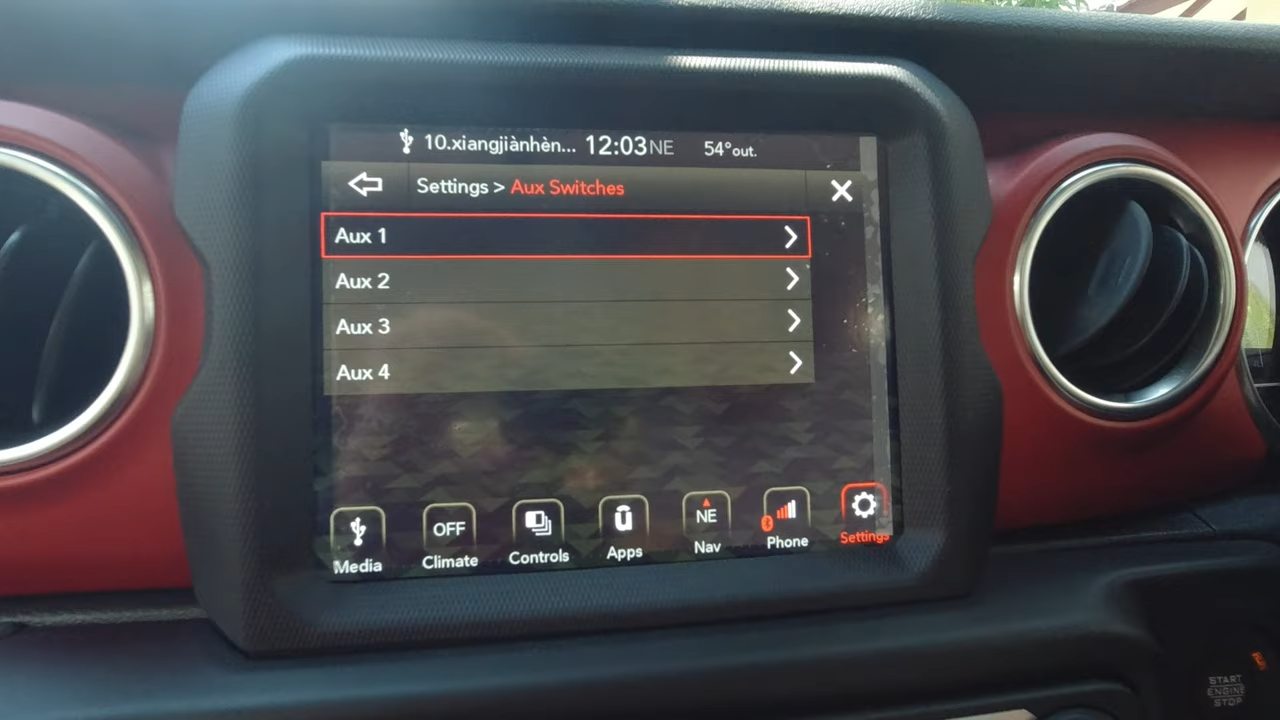 10.xiangjiànhèn... 12:03 NE 54°out.
Settings > Aux Switches
Aux 1
Aux 2
Aux 3
Aux 4
OFF
NE
Media
Climate
Controls
Apps
Nav
Phone
Settings
START
ENGINE
STOP